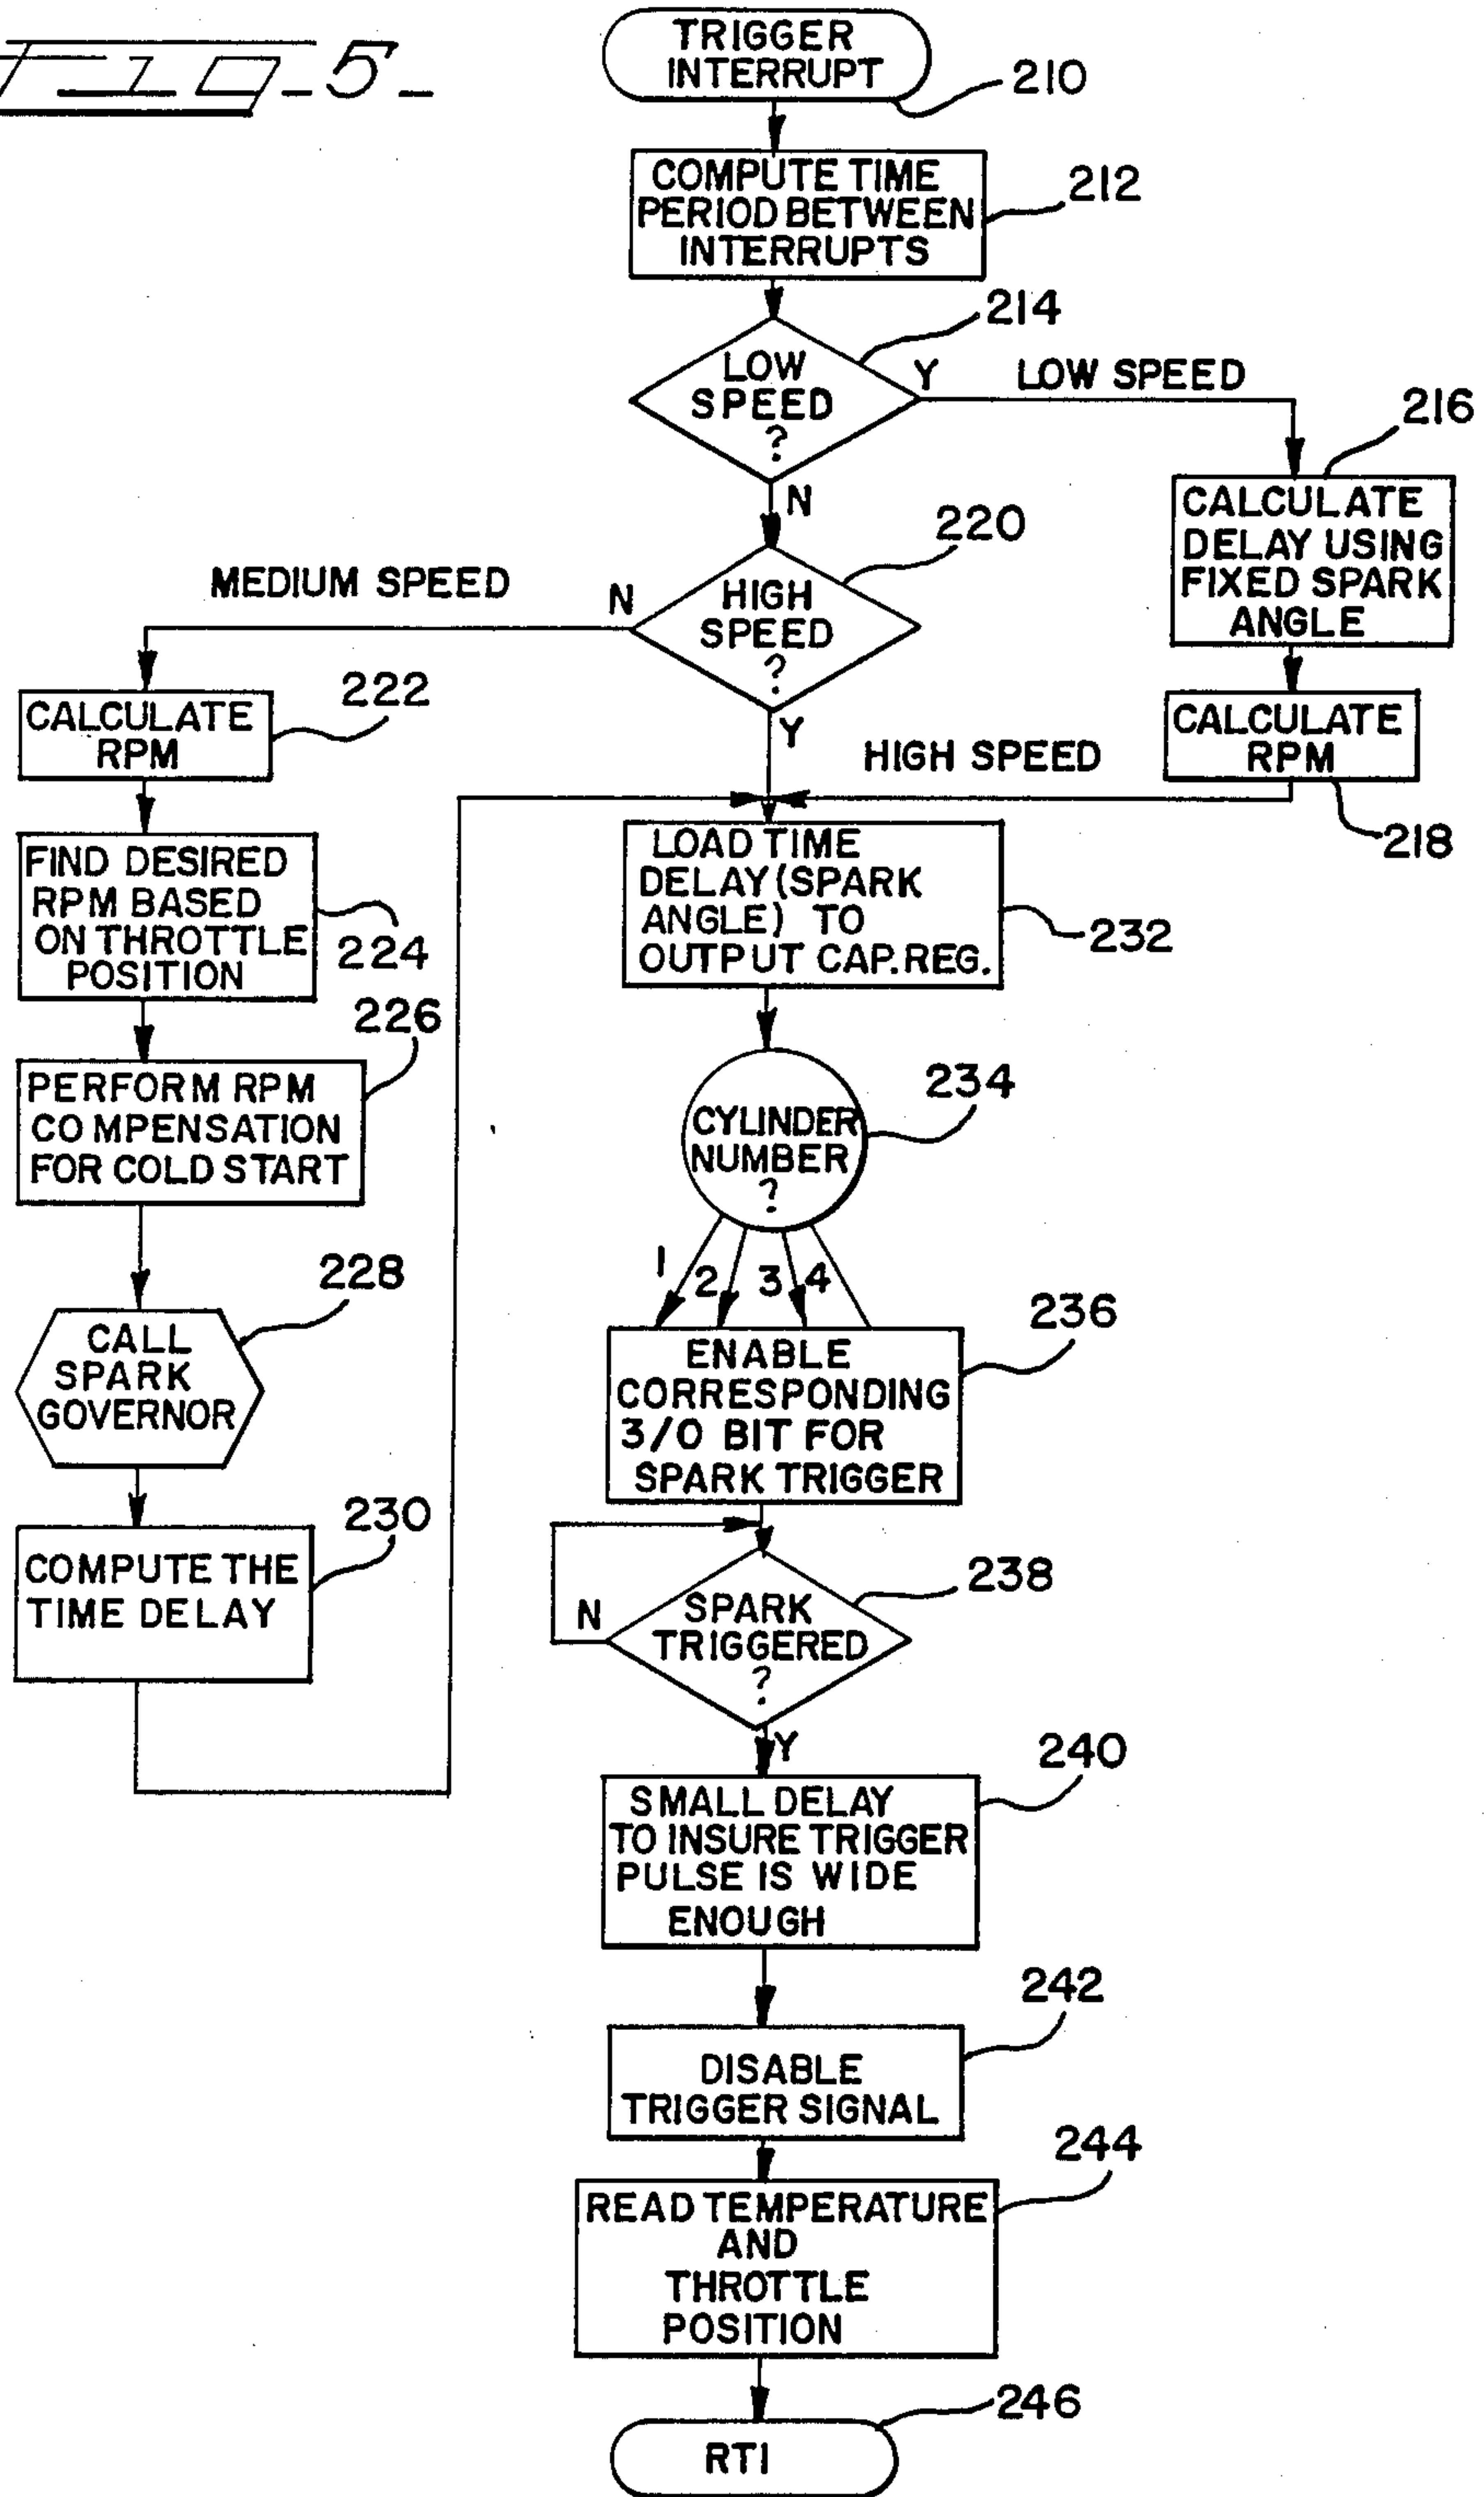 TRIGGER
INTERRUPT
210
COMPUTE TIME
PERIOD BETWEEN
INTERRUPTS
212
LOW
SPEED
?
214
Y
LOW SPEED
N
216
CALCULATE
DELAY USING
FIXED SPARK
ANGLE
HIGH
SPEED
?
220
N
MEDIUM SPEED
Y
HIGH SPEED
CALCULATE
RPM
218
CALCULATE
RPM
222
FIND DESIRED
RPM BASED
ON THROTTLE
POSITION
224
PERFORM RPM
COMPENSATION
FOR COLD START
226
CALL
SPARK
GOVERNOR
228
COMPUTE THE
TIME DELAY
230
LOAD TIME
DELAY (SPARK
ANGLE) TO
OUTPUT CAP. REG.
232
CYLINDER
NUMBER
?
234
1 2 3 4
ENABLE
CORRESPONDING
3/0 BIT FOR
SPARK TRIGGER
236
SPARK
TRIGGERED
?
238
N
Y
SMALL DELAY
TO INSURE TRIGGER
PULSE IS WIDE
ENOUGH
240
DISABLE
TRIGGER SIGNAL
242
READ TEMPERATURE
AND
THROTTLE
POSITION
244
RTI
246